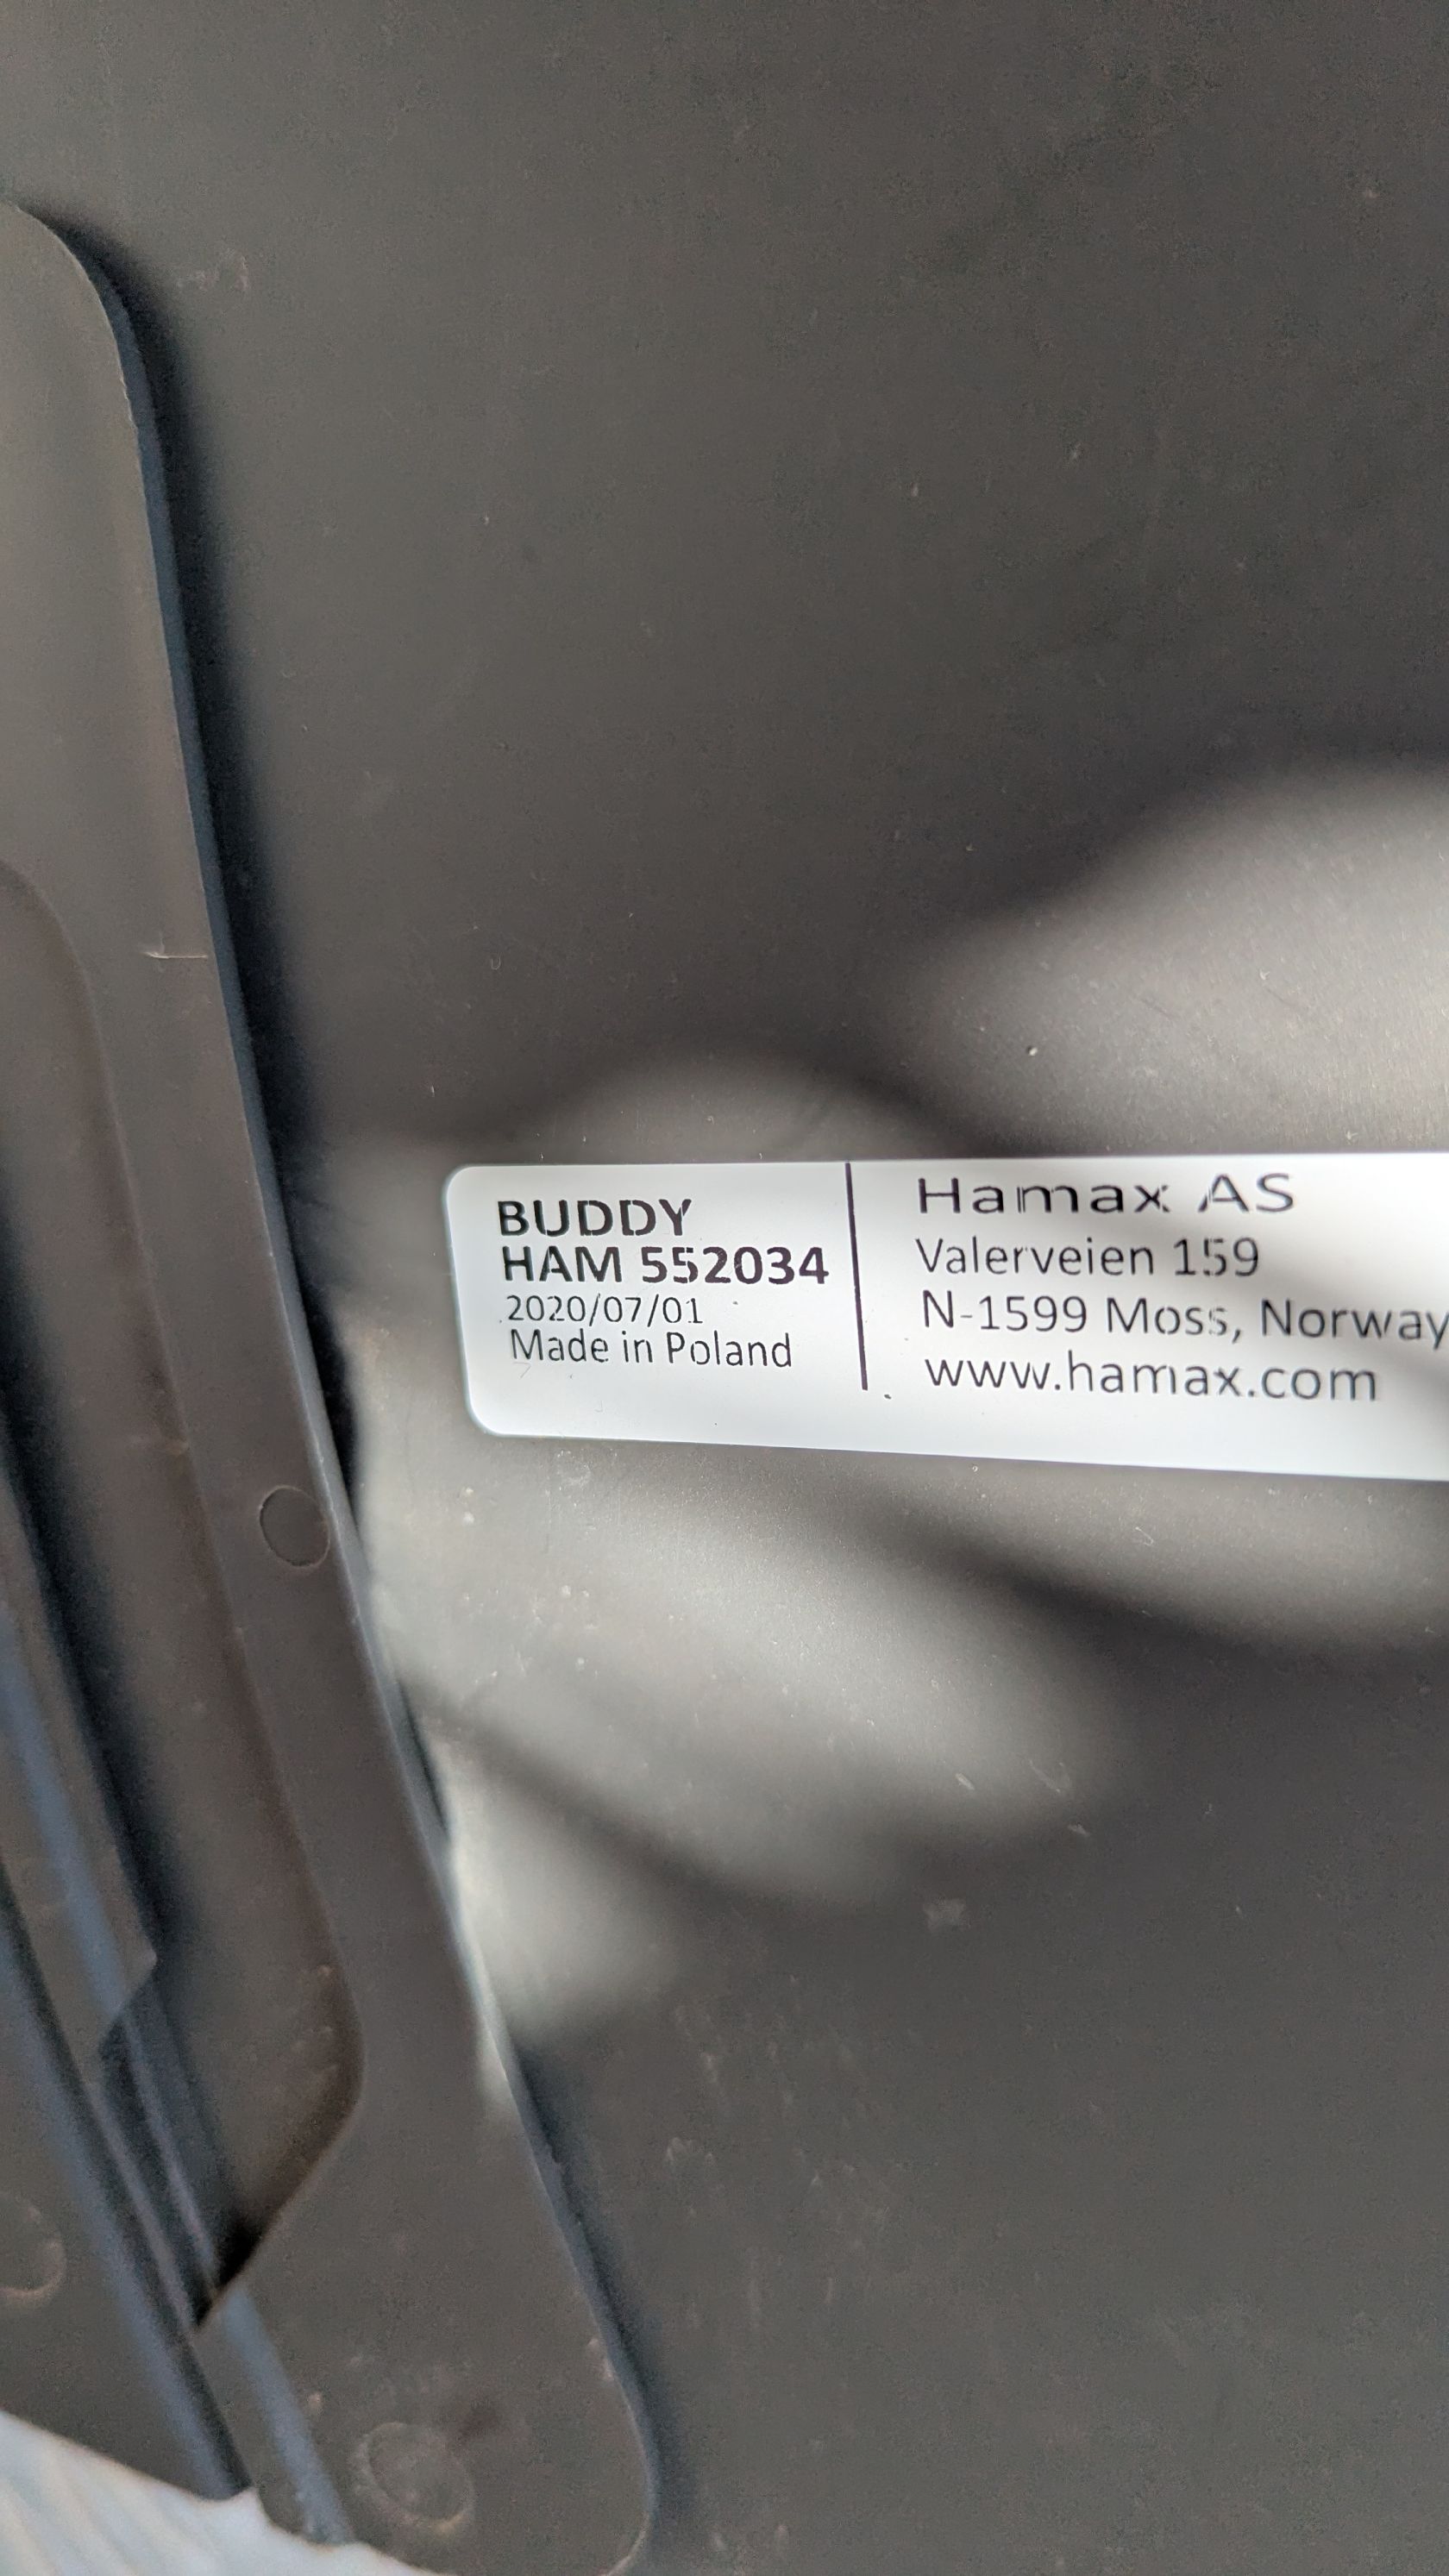 BUDDY
HAM 552034
2020/07/01
Made in Poland
Hamax AS
Valerveien 159
N-1599 Moss, Norway
www.hamax.com